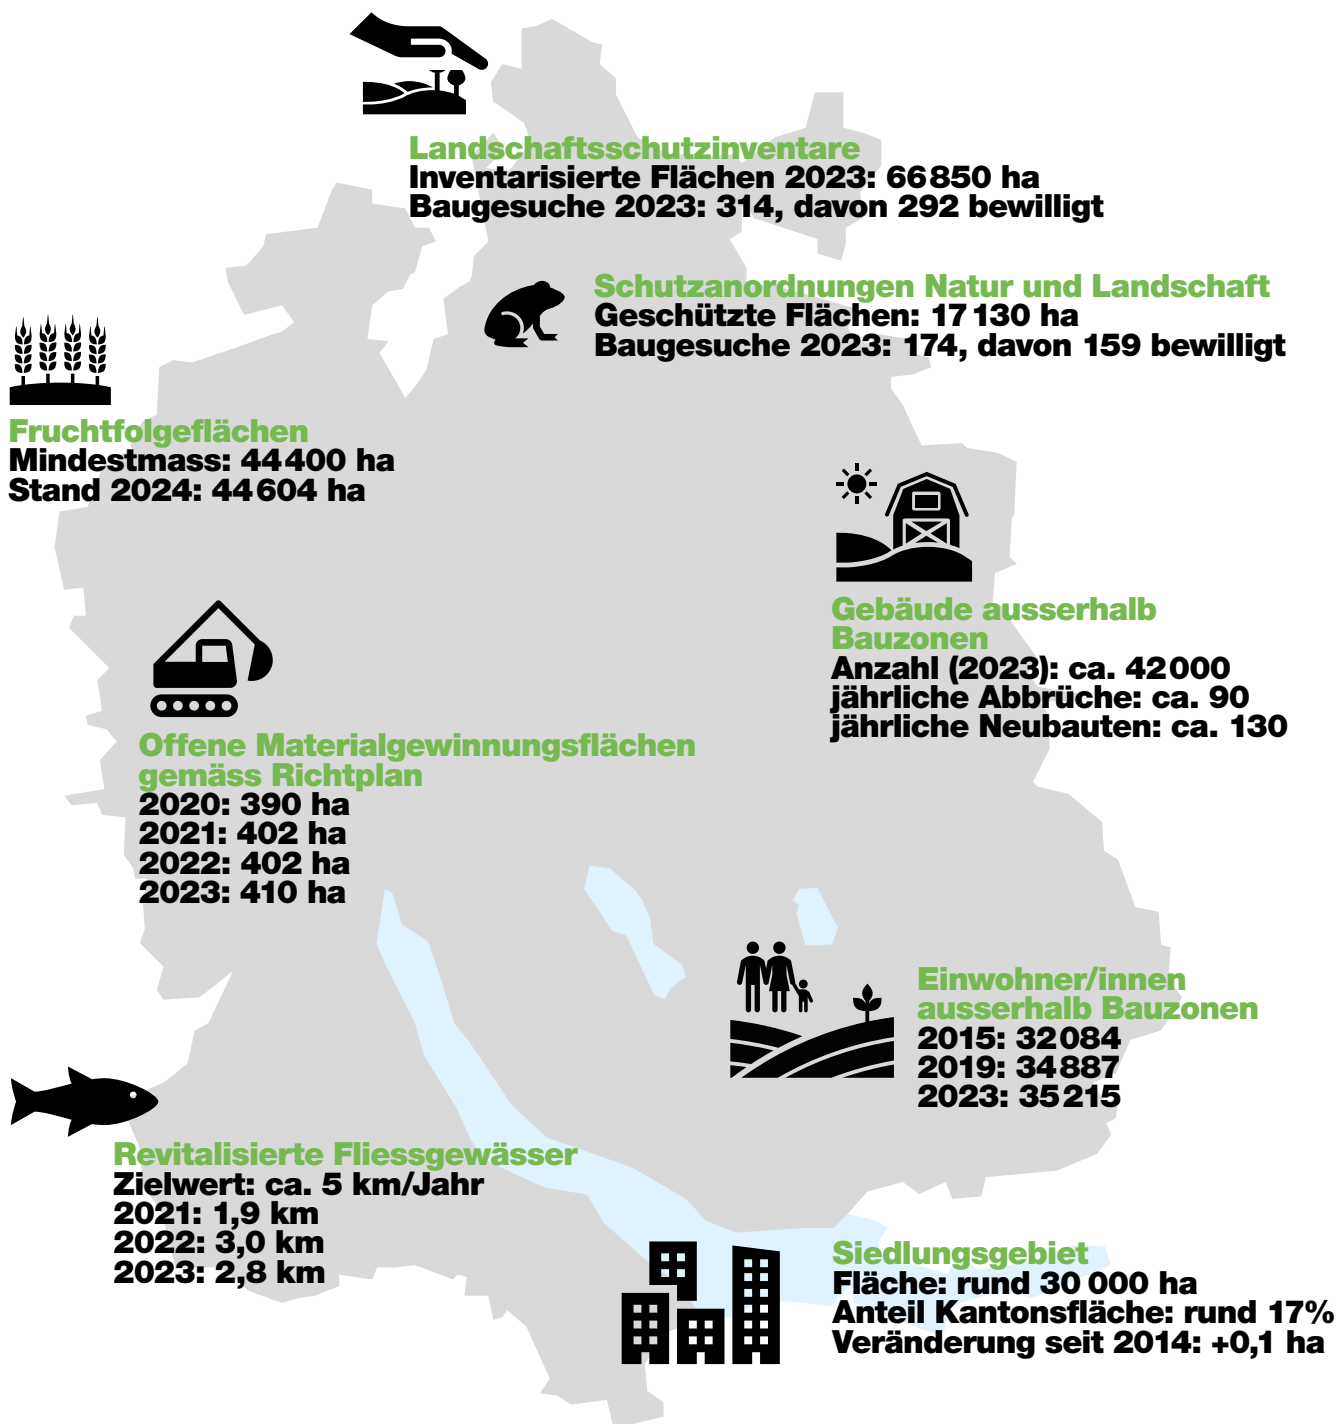 Landschaftsschutzinventare
Inventarisierte Flächen 2023: 66 850 ha
Baugesuche 2023: 314, davon 292 bewilligt
Schutzanordnungen Natur und Landschaft
Geschützte Flächen: 17 130 ha
Baugesuche 2023: 174, davon 159 bewilligt
Fruchtfolgeflächen
Mindestmass: 44 400 ha
Stand 2024: 44 604 ha
Gebäude ausserhalb
Bauzonen
Anzahl (2023): ca. 42 000
jährliche Abbrüche: ca. 90
jährliche Neubauten: ca. 130
Offene Materialgewinnungsflächen
gemäss Richtplan
2020: 390 ha
2021: 402 ha
2022: 402 ha
2023: 410 ha
Einwohner/innen
ausserhalb Bauzonen
2015: 32 084
2019: 34 887
2023: 35 215
Revitalisierte Fliessgewässer
Zielwert: ca. 5 km/Jahr
2021: 1,9 km
2022: 3,0 km
2023: 2,8 km
Siedlungsgebiet
Fläche: rund 30 000 ha
Anteil Kantonsfläche: rund 17%
Veränderung seit 2014: +0,1 ha